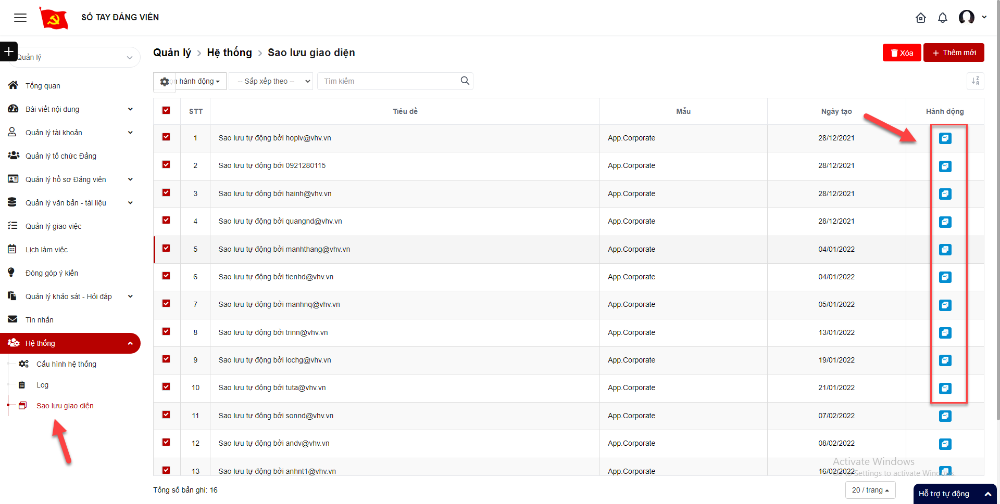 SỔ TAY ĐẢNG VIÊN
Quản lý
Quản lý > Hệ thống > Sao lưu giao diện
Xóa
+ Thêm mới
hành động
-- Sắp xếp theo --
Tìm kiếm
Tổng quan
Bài viết nội dung
Quản lý tài khoản
Quản lý tổ chức Đảng
Quản lý hồ sơ Đảng viên
Quản lý văn bản - tài liệu
Quản lý giao việc
Lịch làm việc
Đóng góp ý kiến
Quản lý khảo sát - Hỏi đáp
Tin nhắn
Hệ thống
Cấu hình hệ thống
Log
Sao lưu giao diện
STT Tiêu đề Mẫu Ngày tạo Hành động
1 Sao lưu tự động bởi hoplv@vhv.vn App.Corporate 28/12/2021
2 Sao lưu tự động bởi 0921280115 App.Corporate 28/12/2021
3 Sao lưu tự động bởi hainh@vhv.vn App.Corporate 28/12/2021
4 Sao lưu tự động bởi quangnd@vhv.vn App.Corporate 28/12/2021
5 Sao lưu tự động bởi manhthang@vhv.vn App.Corporate 04/01/2022
6 Sao lưu tự động bởi tienhd@vhv.vn App.Corporate 04/01/2022
7 Sao lưu tự động bởi manhnq@vhv.vn App.Corporate 05/01/2022
8 Sao lưu tự động bởi trinn@vhv.vn App.Corporate 13/01/2022
9 Sao lưu tự động bởi lochg@vhv.vn App.Corporate 19/01/2022
10 Sao lưu tự động bởi tuta@vhv.vn App.Corporate 21/01/2022
11 Sao lưu tự động bởi sonnd@vhv.vn App.Corporate 07/02/2022
12 Sao lưu tự động bởi andv@vhv.vn App.Corporate 08/02/2022
13 Sao lưu tự động bởi anhnt1@vhv.vn App.Corporate 16/02/2022
Activate Windows
Go to Settings to activate Windows.
Tổng số bản ghi: 16
20 / trang
Hỗ trợ tự động